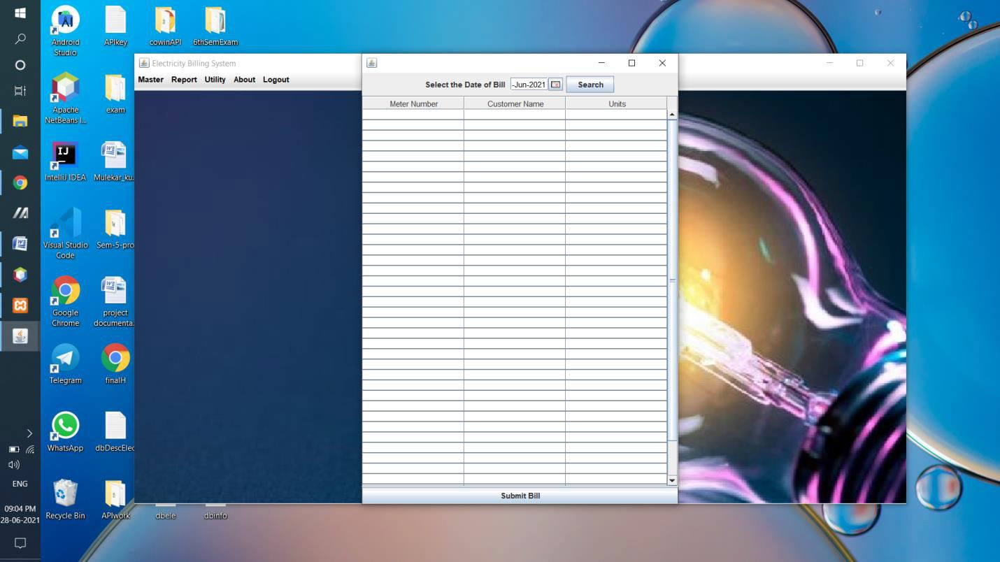 Android Studio
APIkey
cowinAPI
6thSemExam
Apache NetBeans I...
exam
IntelliJ IDEA
Mulekar_ku...
Visual Studio Code
Sem-5-pro
Google Chrome
project documenta...
Telegram
finalH
WhatsApp
dbDescElec
Recycle Bin
APIwork
dbele
dbinfo
ENG
09:04 PM
28-06-2021
Electricity Billing System
Master Report Utility About Logout
Select the Date of Bill -Jun-2021 Search
Meter Number Customer Name Units
Submit Bill
IJ